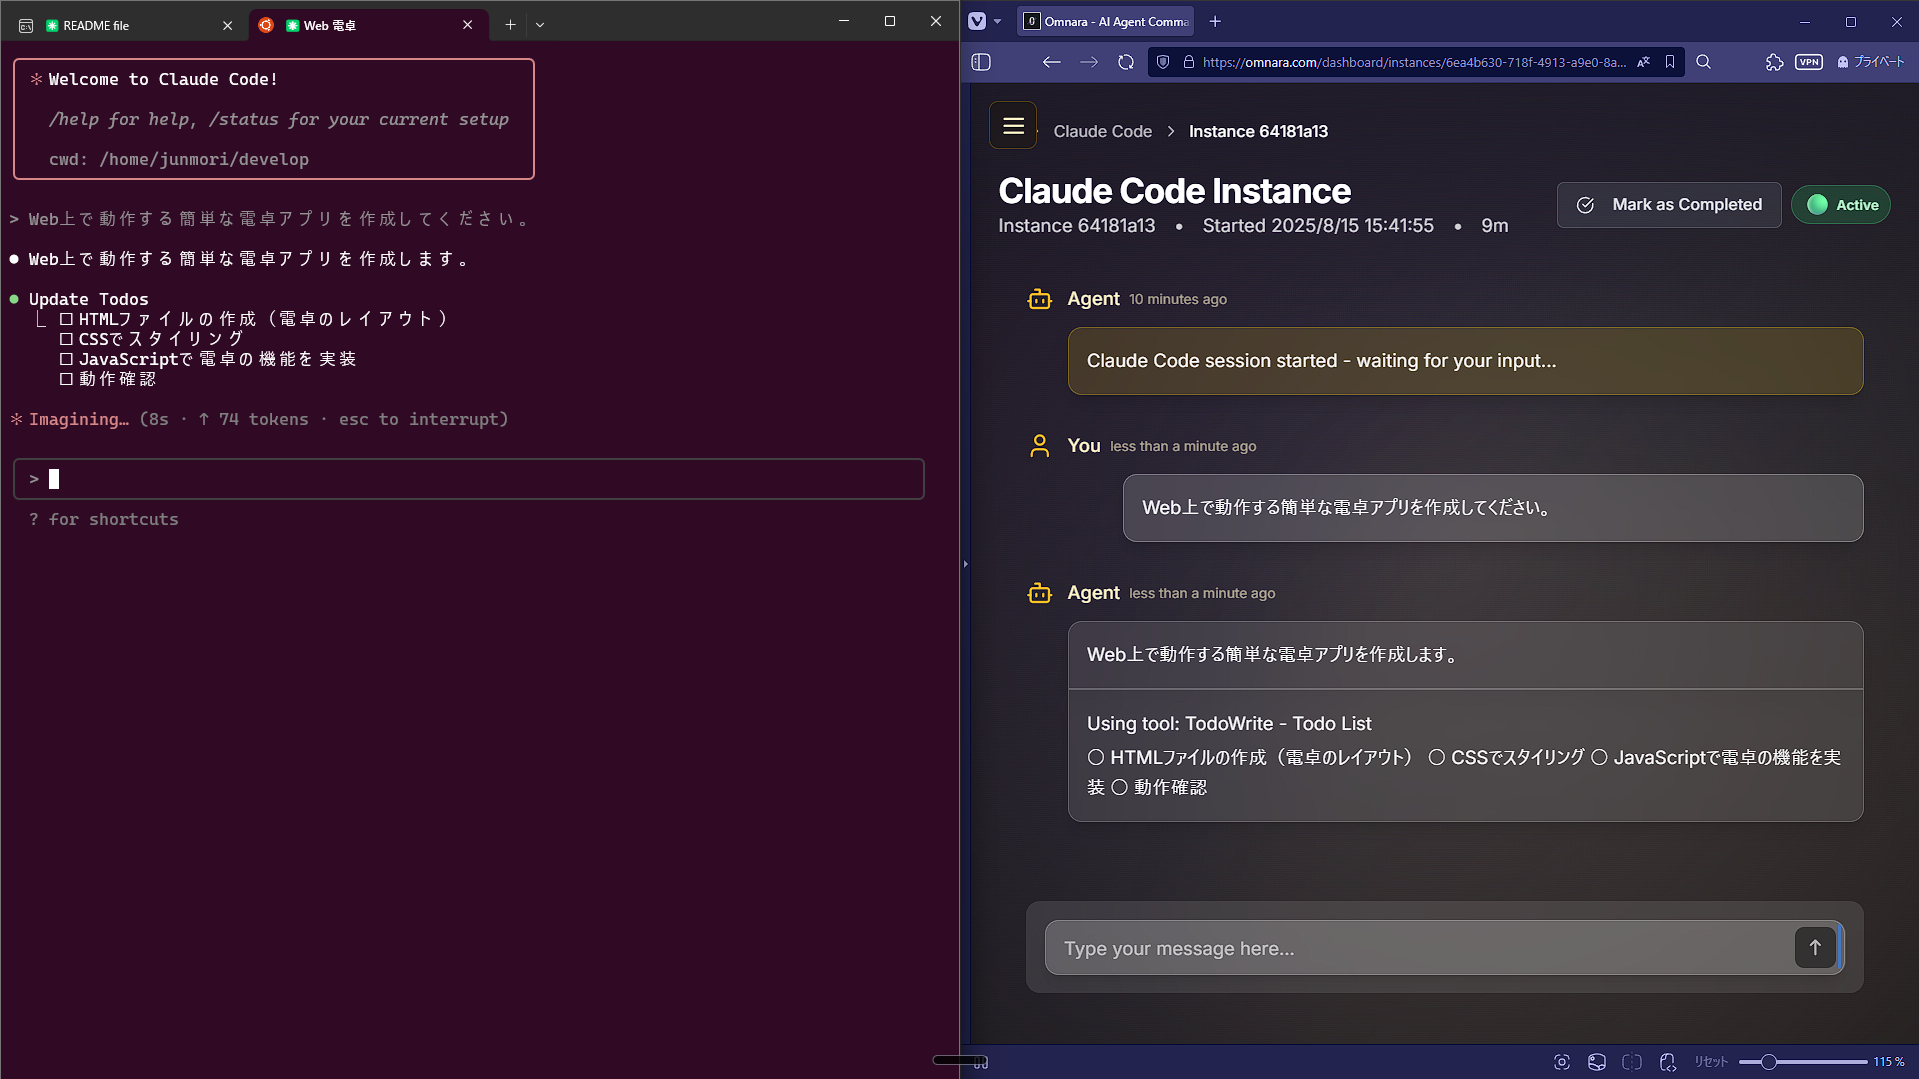 README file
Web 電卓
Welcome to Claude Code!
/help for help, /status for your current setup
cwd: /home/junmori/develop
> Web上で動作する簡単な電卓アプリを作成してください。
● Web上で動作する簡単な電卓アプリを作成します。
● Update Todos
HTMLファイルの作成（電卓のレイアウト）
CSSでスタイリング
JavaScriptで電卓の機能を実装
動作確認
Imagining… (8s · ↑ 74 tokens · esc to interrupt)
>
? for shortcuts
Omnara - AI Agent Comma
https://omnara.com/dashboard/instances/6ea4b630-718f-4913-a9e0-8a...
VPN
プライベート
Claude Code > Instance 64181a13
Claude Code Instance
Instance 64181a13 • Started 2025/8/15 15:41:55 • 9m
Mark as Completed
Active
Agent 10 minutes ago
Claude Code session started - waiting for your input...
You less than a minute ago
Web上で動作する簡単な電卓アプリを作成してください。
Agent less than a minute ago
Web上で動作する簡単な電卓アプリを作成します。
Using tool: TodoWrite - Todo List
○ HTMLファイルの作成（電卓のレイアウト） ○ CSSでスタイリング ○ JavaScriptで電卓の機能を実
装 ○ 動作確認
Type your message here...
リセット
115 %